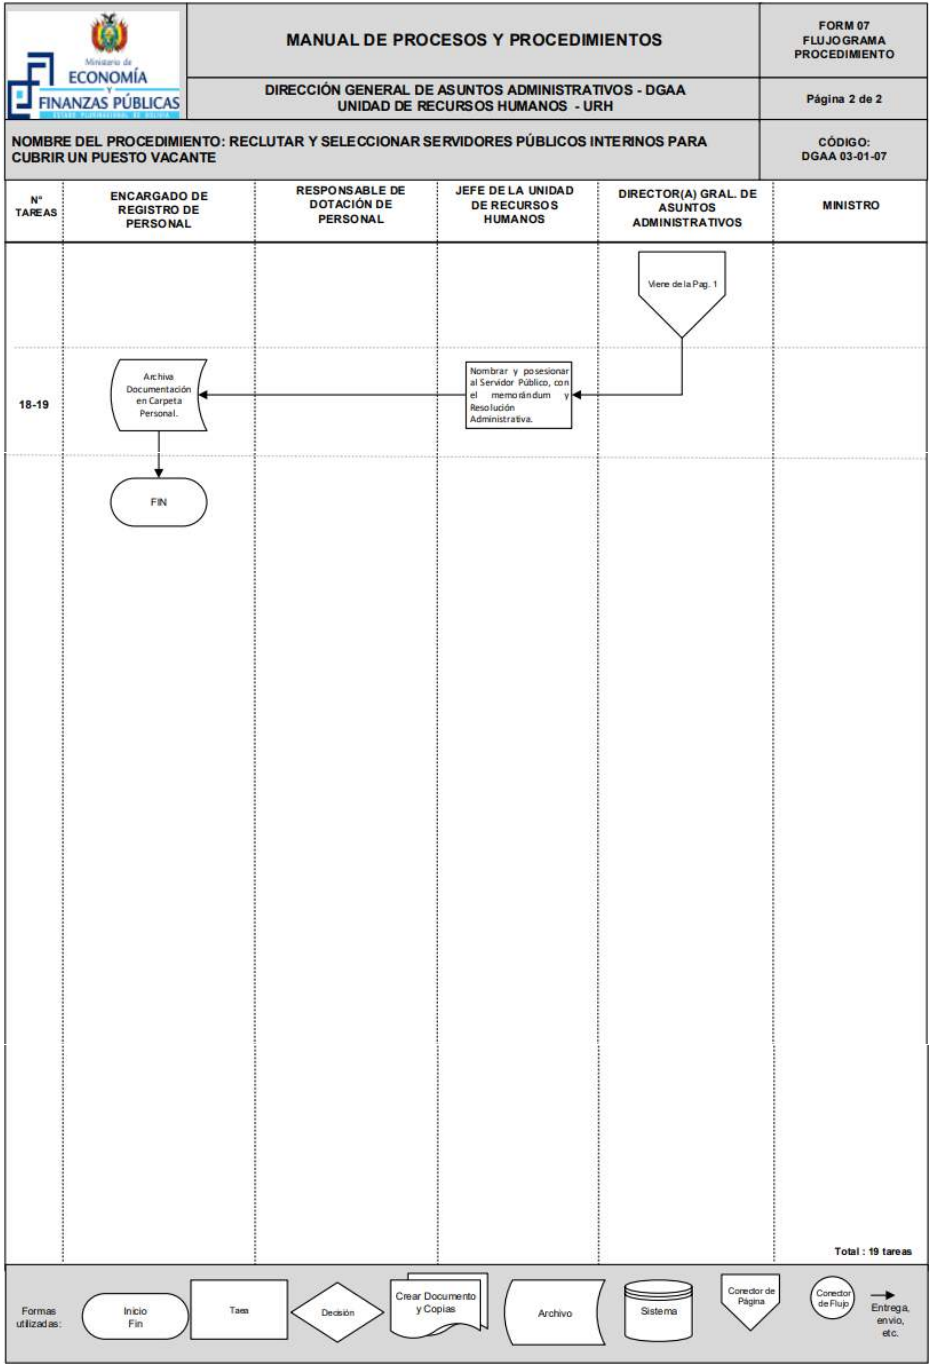 Ministerio de
ECONOMÍA
Y
FINANZAS PÚBLICAS
ESTADO PLURINACIONAL DE BOLIVIA
MANUAL DE PROCESOS Y PROCEDIMIENTOS
FORM 07
FLUJOGRAMA
PROCEDIMIENTO
DIRECCIÓN GENERAL DE ASUNTOS ADMINISTRATIVOS - DGAA
UNIDAD DE RECURSOS HUMANOS - URH
Página 2 de 2
NOMBRE DEL PROCEDIMIENTO: RECLUTAR Y SELECCIONAR SERVIDORES PÚBLICOS INTERINOS PARA
CUBRIR UN PUESTO VACANTE
CÓDIGO:
DGAA 03-01-07
N°
TAREAS
ENCARGADO DE
REGISTRO DE
PERSONAL
RESPONSABLE DE
DOTACIÓN DE
PERSONAL
JEFE DE LA UNIDAD
DE RECURSOS
HUMANOS
DIRECTOR(A) GRAL. DE
ASUNTOS
ADMINISTRATIVOS
MINISTRO
Viene de la Pag. 1
18-19
Archiva
Documentación
en Carpeta
Personal.
Nombrar y posesionar
al Servidor Público, con
el memorándum y
Resolución
Administrativa.
FIN
Total : 19 tareas
Formas
utilizadas:
Inicio
Fin
Tarea
Decisión
Crear Documento
y Copias
Archivo
Sistema
Conector de
Página
Conector
de Flujo
Entrega,
envio,
etc.